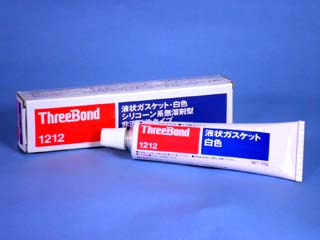 ThreeBond
1212
液状ガスケット・白色
シリコーン系無溶剤型
ThreeBond
1212
液状ガスケット
白色